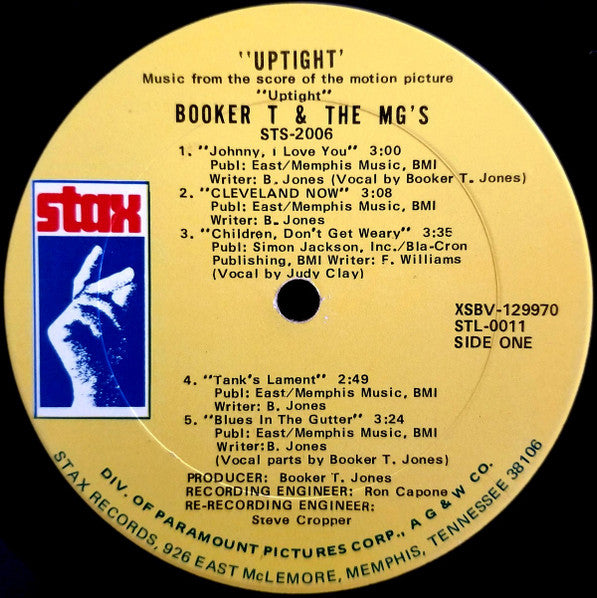 "UPTIGHT'
Music from the score of the motion picture
"Uptight"
BOOKER T & THE MG'S
STS-2006
1. "Johnny, i Love You" 3:00
Publ: East/Memphis Music, BMI
Writer: B. Jones (Vocal by Booker T. Jones)
2. "CLEVELAND NOW" 3:08
Publ: East/Memphis Music, BMI
Writer: B. Jones
3. "Children, Don't Get Weary" 3:35
Publ: Simon Jackson, Inc./Bla-Cron
Publishing, BMI Writer: F. Williams
(Vocal by Judy Clay)
stax
XSBV-129970
STL-0011
SIDE ONE
4. "Tank's Lament" 2:49
Publ: East/Memphis Music, BMI
Writer: B. Jones
5. "Blues In The Gutter" 3:24
Publ: East/Memphis Music, BMI
Writer:B. Jones
(Vocal parts by Booker T. Jones)
PRODUCER: Booker T. Jones
RECORDING ENGINEER: Ron Capone
RE-RECORDING ENGINEER:
Steve Cropper
DIV. OF PARAMOUNT PICTURES CORP., A G & W CO.
STAX RECORDS, 926 EAST McLEMORE, MEMPHIS, TENNESSEE 38106